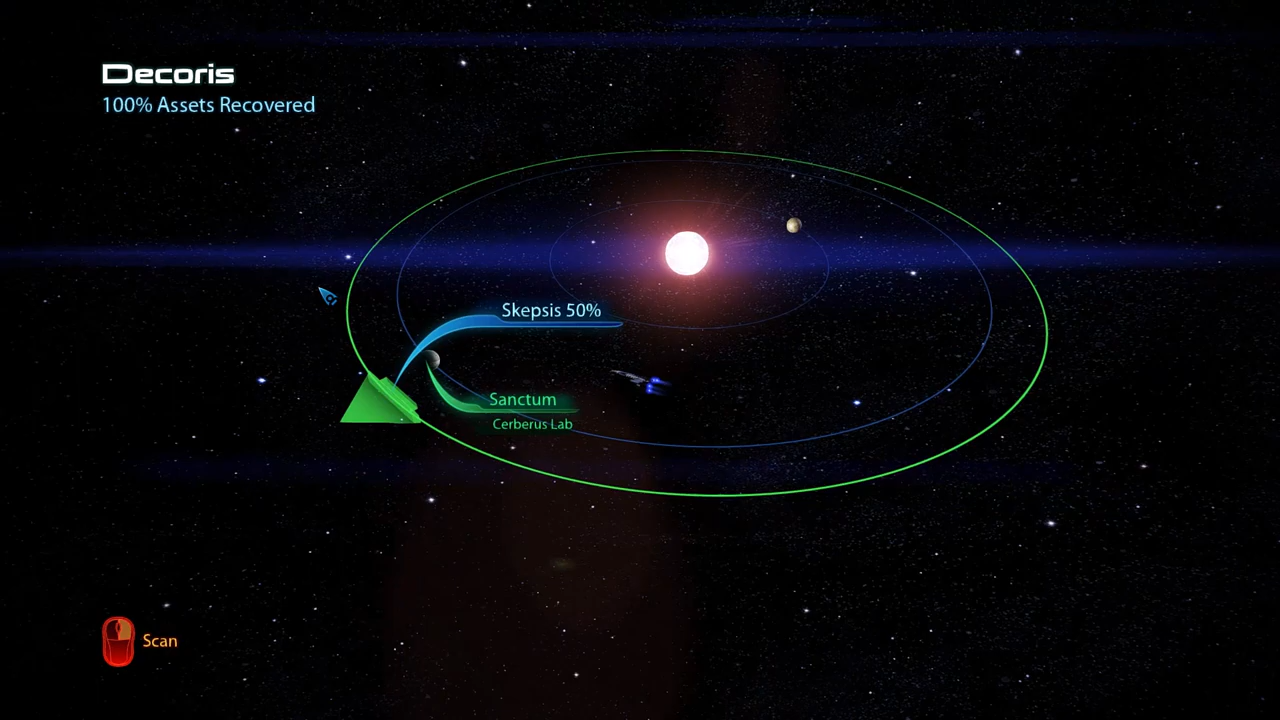 Decoris
100% Assets Recovered
Skepsis 50%
Sanctum
Cerberus Lab
Scan